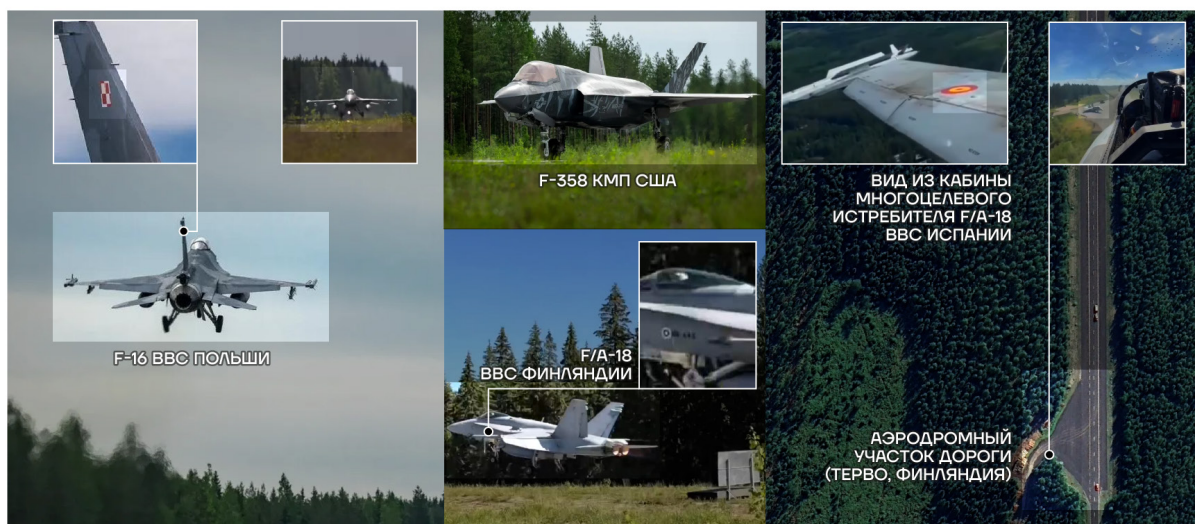 F-16 ВВС ПОЛЬШИ
F-358 КМП США
F/A-18
ВВС ФИНЛЯНДИИ
ВИД ИЗ КАБИНЫ
МНОГОЦЕЛЕВОГО
ИСТРЕБИТЕЛЯ F/A-18
ВВС ИСПАНИИ
АЭРОДРОМНЫЙ
УЧАСТОК ДОРОГИ
(ТЕРВО, ФИНЛЯНДИЯ)